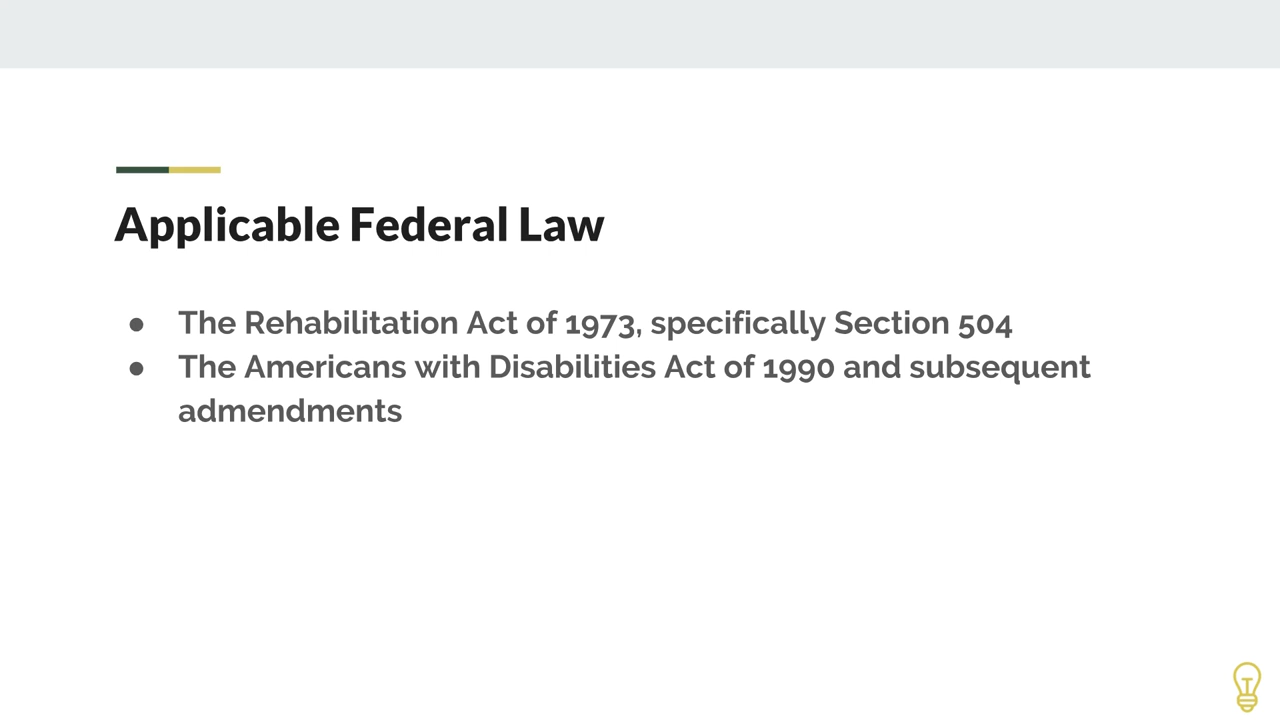 Applicable Federal Law
● The Rehabilitation Act of 1973, specifically Section 504
● The Americans with Disabilities Act of 1990 and subsequent
admendments